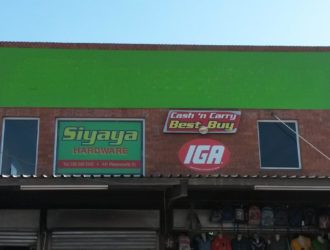 Siyaya
HARDWARE
Cash 'n Carry
Best Buy
IGA